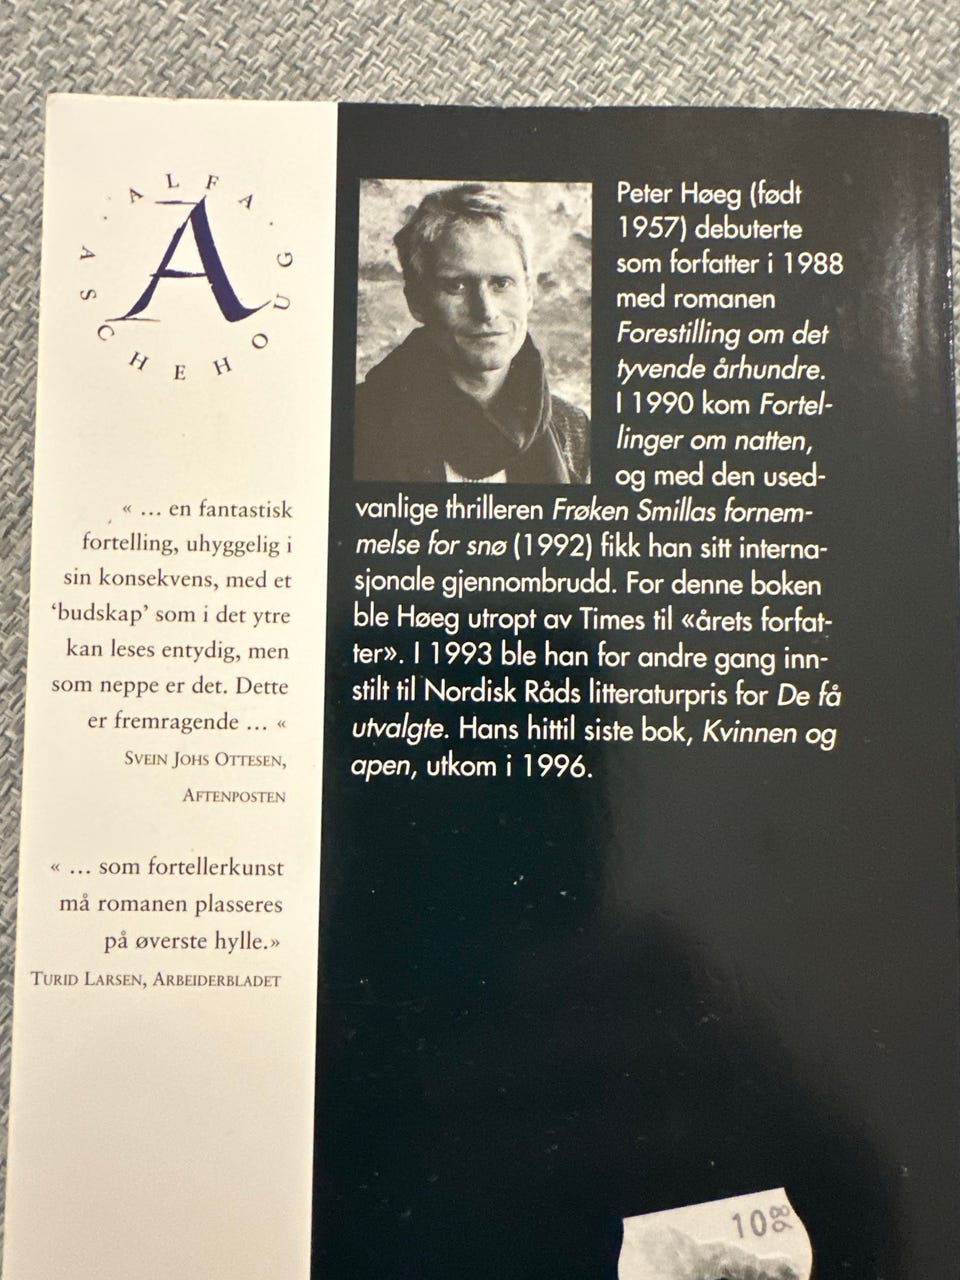 ALFA · ASCHEHOUG ·
A
« ... en fantastisk
fortelling, uhyggelig i
sin konsekvens, med et
‘budskap’ som i det ytre
kan leses entydig, men
som neppe er det. Dette
er fremragende ... «
SVEIN JOHS OTTESEN,
AFTENPOSTEN
« ... som fortellerkunst
må romanen plasseres
på øverste hylle.»
TURID LARSEN, ARBEIDERBLADET
Peter Høeg (født
1957) debuterte
som forfatter i 1988
med romanen
Forestilling om det
tyvende århundre.
I 1990 kom Fortel-
linger om natten,
og med den used-
vanlige thrilleren Frøken Smillas fornem-
melse for snø (1992) fikk han sitt interna-
sjonale gjennombrudd. For denne boken
ble Høeg utropt av Times til «årets forfat-
ter». I 1993 ble han for andre gang inn-
stilt til Nordisk Råds litteraturpris for De få
utvalgte. Hans hittil siste bok, Kvinnen og
apen, utkom i 1996.
10